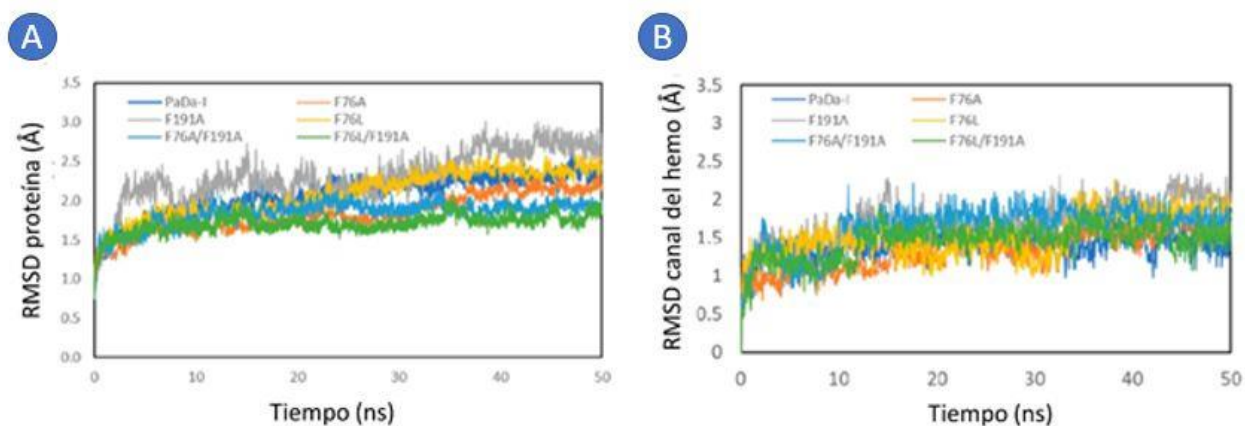 A
RMSD proteína (Å)
3.5
3.0
2.5
2.0
1.5
1.0
0.5
0.0
PaDa-I F76A
F191A F76L
F76A/F191A F76L/F191A
0 10 20 30 40 50
Tiempo (ns)
B
RMSD canal del hemo (Å)
3.5
3
2.5
2
1.5
1
0.5
0
PaDa-I F76A
F191A F76L
F76A/F191A F76L/F191A
0 10 20 30 40 50
Tiempo (ns)